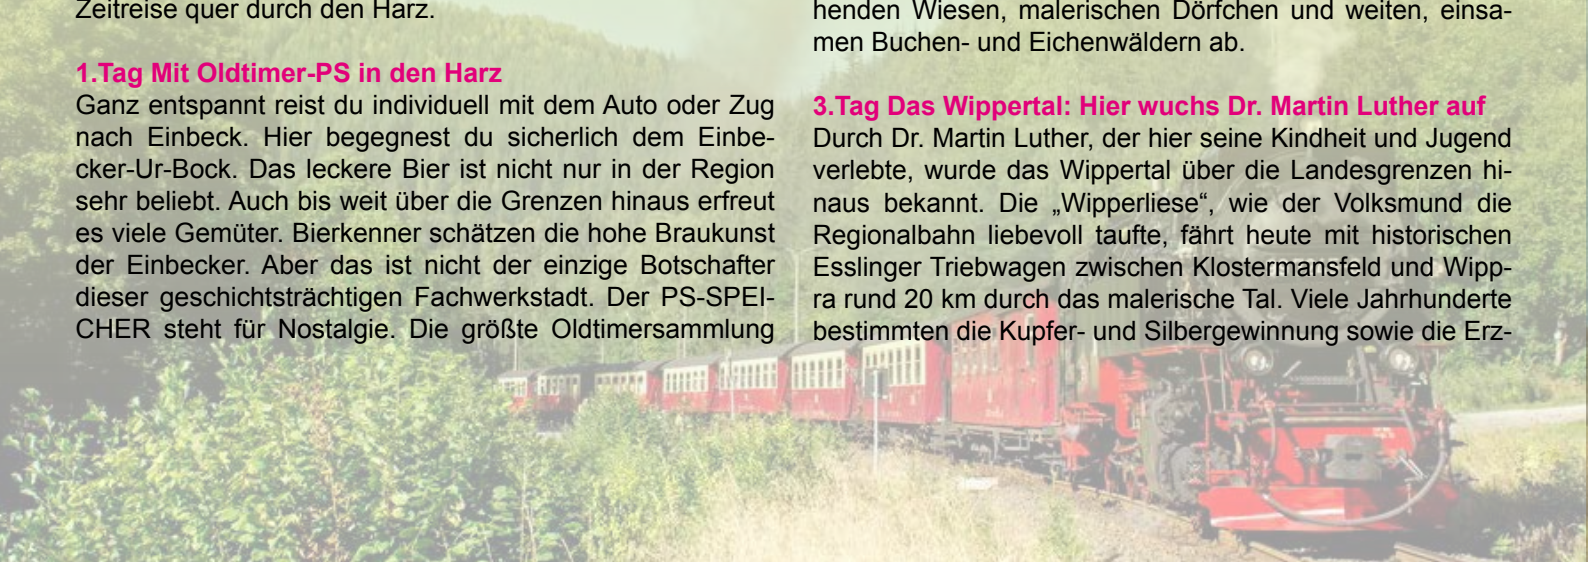 Zeitreise quer durch den Harz.
1.Tag Mit Oldtimer-PS in den Harz
Ganz entspannt reist du individuell mit dem Auto oder Zug
nach Einbeck. Hier begegnest du sicherlich dem Einbe-
cker-Ur-Bock. Das leckere Bier ist nicht nur in der Region
sehr beliebt. Auch bis weit über die Grenzen hinaus erfreut
es viele Gemüter. Bierkenner schätzen die hohe Braukunst
der Einbecker. Aber das ist nicht der einzige Botschafter
dieser geschichtsträchtigen Fachwerkstadt. Der PS-SPEI-
CHER steht für Nostalgie. Die größte Oldtimersammlung
henden Wiesen, malerischen Dörfchen und weiten, einsa-
men Buchen- und Eichenwäldern ab.
3.Tag Das Wippertal: Hier wuchs Dr. Martin Luther auf
Durch Dr. Martin Luther, der hier seine Kindheit und Jugend
verlebte, wurde das Wippertal über die Landesgrenzen hi-
naus bekannt. Die „Wipperliese“, wie der Volksmund die
Regionalbahn liebevoll taufte, fährt heute mit historischen
Esslinger Triebwagen zwischen Klostermansfeld und Wipp-
ra rund 20 km durch das malerische Tal. Viele Jahrhunderte
bestimmten die Kupfer- und Silbergewinnung sowie die Erz-